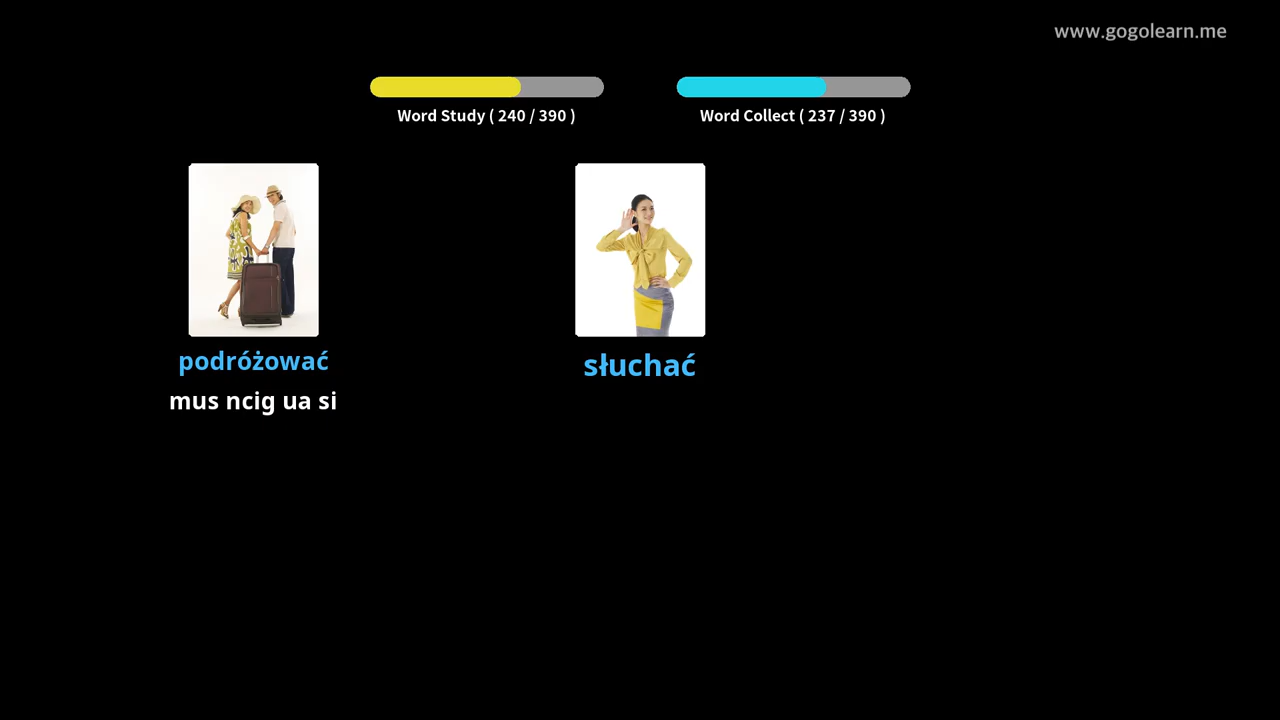 www.gogolearn.me
Word Study ( 240 / 390 )
Word Collect ( 237 / 390 )
podróżować
mus ncig ua si
słuchać